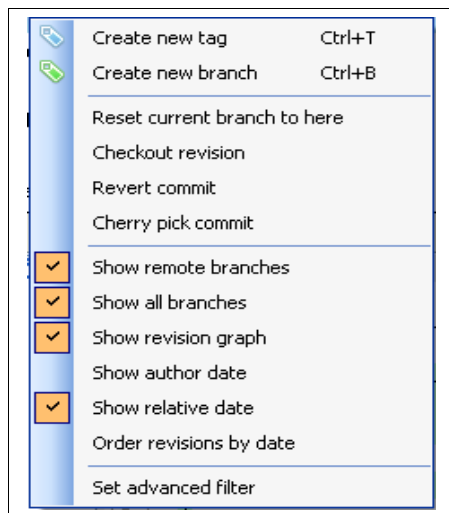 Create new tag Ctrl+T
Create new branch Ctrl+B
Reset current branch to here
Checkout revision
Revert commit
Cherry pick commit
Show remote branches
Show all branches
Show revision graph
Show author date
Show relative date
Order revisions by date
Set advanced filter